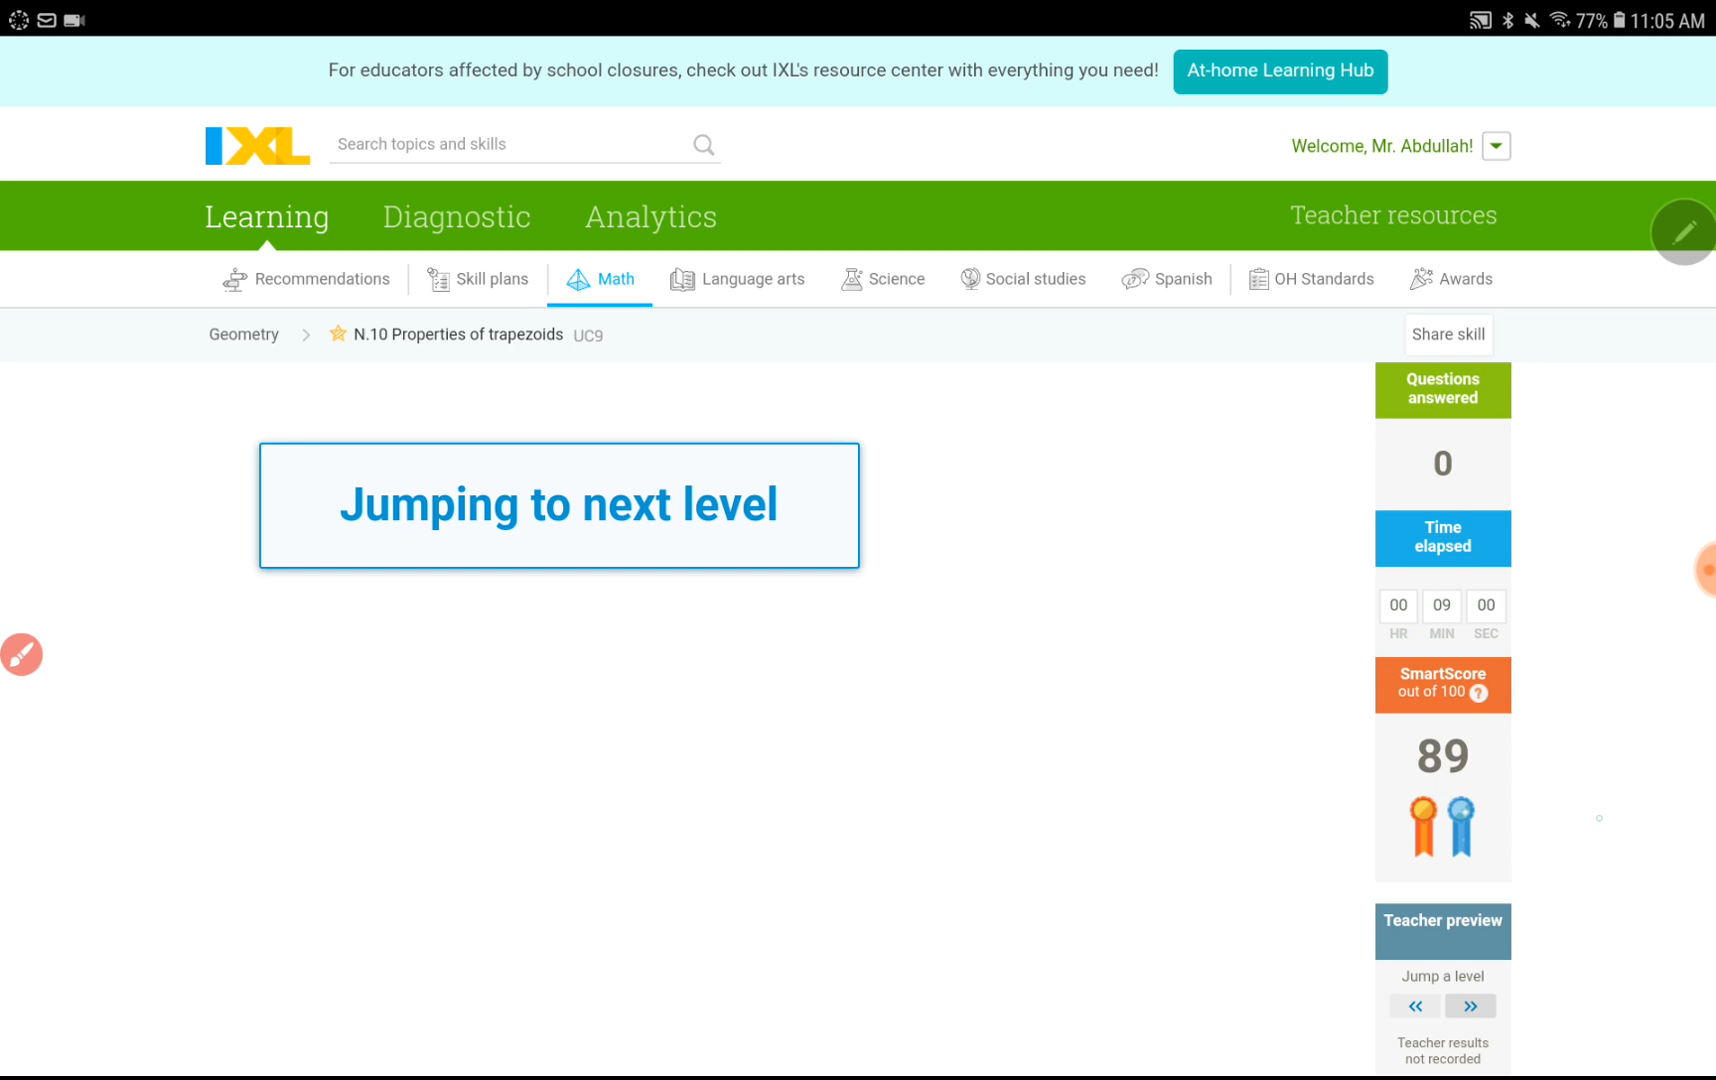 77% 11:05 AM
For educators affected by school closures, check out IXL's resource center with everything you need! At-home Learning Hub
IXL Search topics and skills Welcome, Mr. Abdullah!
Learning Diagnostic Analytics Teacher resources
Recommendations Skill plans Math Language arts Science Social studies Spanish OH Standards Awards
Geometry > N.10 Properties of trapezoids UC9 Share skill
Jumping to next level
Questions
answered
0
Time
elapsed
00 09 00
HR MIN SEC
SmartScore
out of 100 ?
89
Teacher preview
Jump a level
« »
Teacher results
not recorded